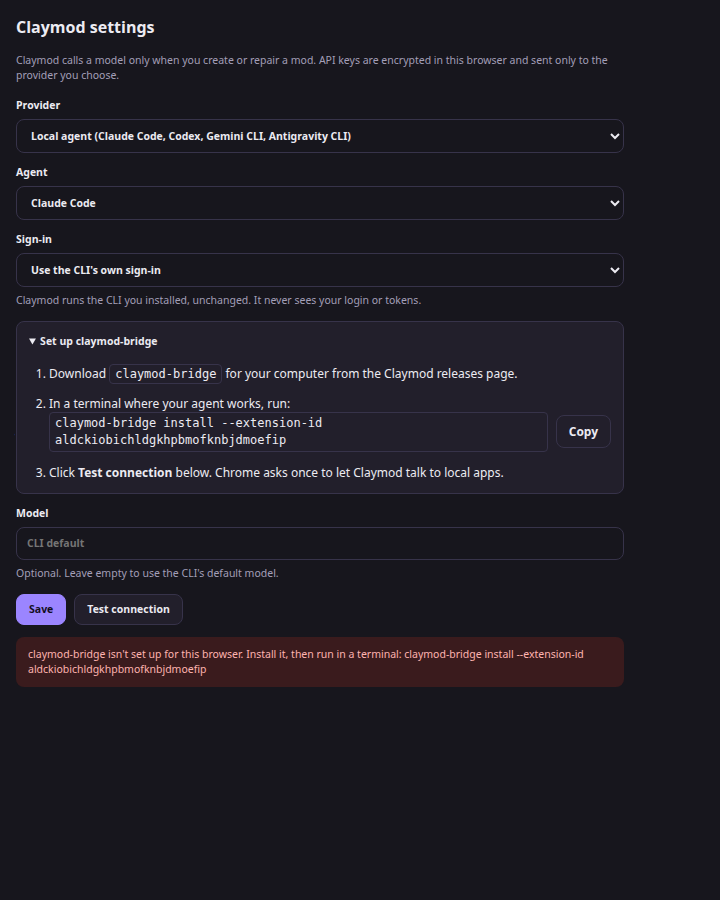 Claymod settings
Claymod calls a model only when you create or repair a mod. API keys are encrypted in this browser and sent only to the
provider you choose.
Provider
Local agent (Claude Code, Codex, Gemini CLI, Antigravity CLI)
Agent
Claude Code
Sign-in
Use the CLI's own sign-in
Claymod runs the CLI you installed, unchanged. It never sees your login or tokens.
▼ Set up claymod-bridge
1. Download claymod-bridge for your computer from the Claymod releases page.
2. In a terminal where your agent works, run:
claymod-bridge install --extension-id
aldckiobichldgkhpbmofknbjdmoefip
Copy
3. Click Test connection below. Chrome asks once to let Claymod talk to local apps.
Model
CLI default
Optional. Leave empty to use the CLI's default model.
Save
Test connection
claymod-bridge isn't set up for this browser. Install it, then run in a terminal: claymod-bridge install --extension-id
aldckiobichldgkhpbmofknbjdmoefip